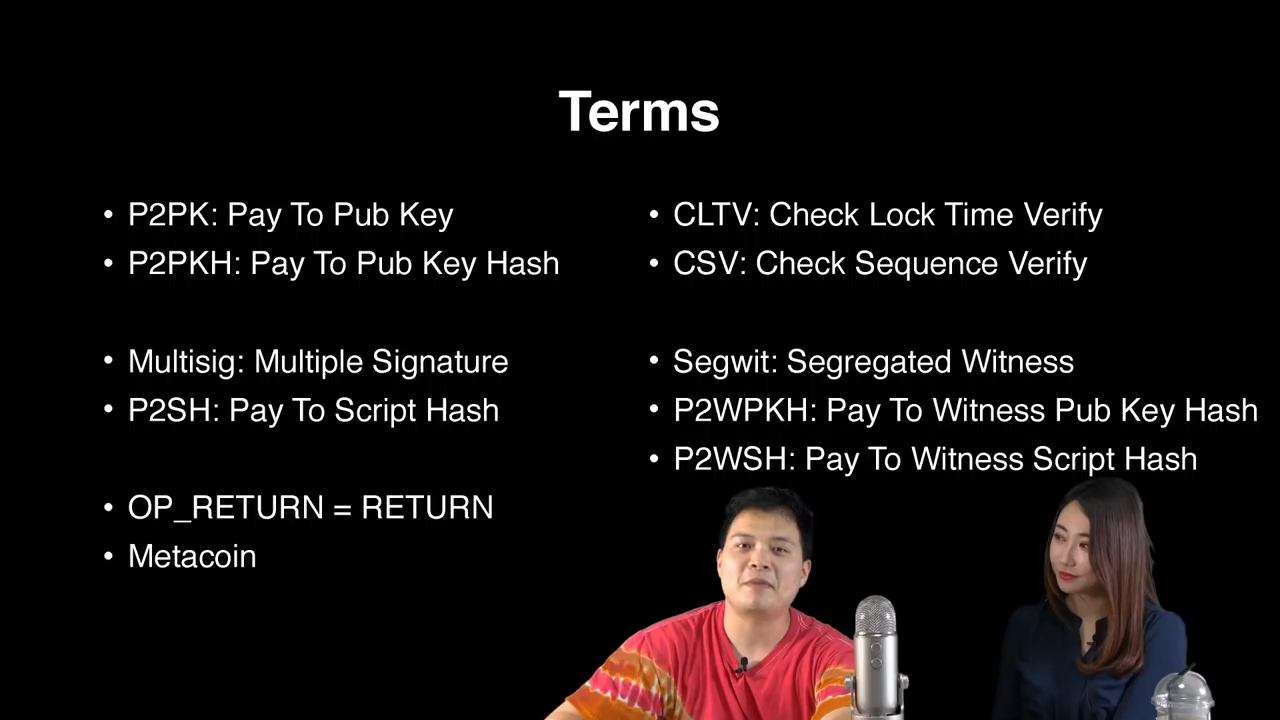 Terms
• P2PK: Pay To Pub Key
• P2PKH: Pay To Pub Key Hash
• Multisig: Multiple Signature
• P2SH: Pay To Script Hash
• OP_RETURN = RETURN
• Metacoin
• CLTV: Check Lock Time Verify
• CSV: Check Sequence Verify
• Segwit: Segregated Witness
• P2WPKH: Pay To Witness Pub Key Hash
• P2WSH: Pay To Witness Script Hash